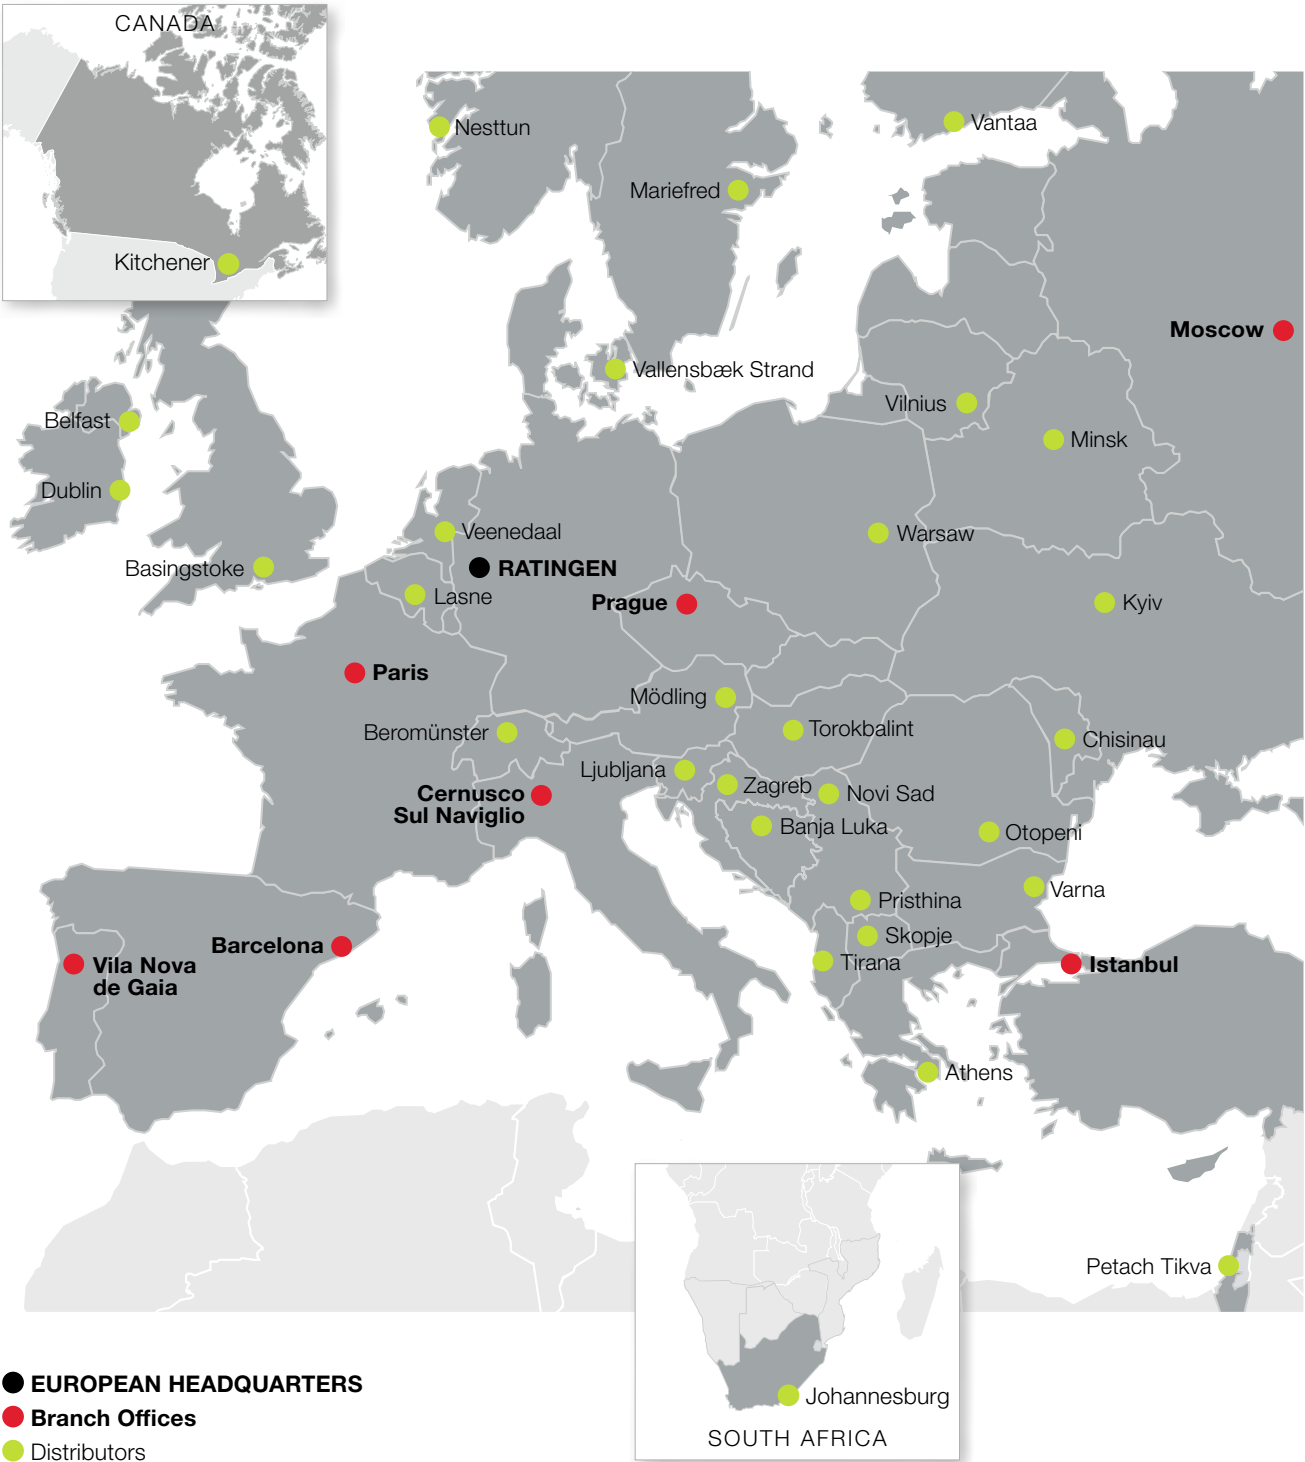 CANADA
Kitchener
Nesttun
Vantaa
Mariefred
Moscow
Vallensbæk Strand
Vilnius
Belfast
Minsk
Dublin
Veenedaal
Warsaw
Basingstoke
RATINGEN
Lasne
Prague
Kyiv
Paris
Mödling
Beromünster
Torokbalint
Chisinau
Ljubljana
Zagreb
Novi Sad
Cernusco
Sul Naviglio
Banja Luka
Otopeni
Varna
Pristhina
Skopje
Barcelona
Tirana
Istanbul
Vila Nova
de Gaia
Athens
Petach Tikva
Johannesburg
SOUTH AFRICA
EUROPEAN HEADQUARTERS
Branch Offices
Distributors